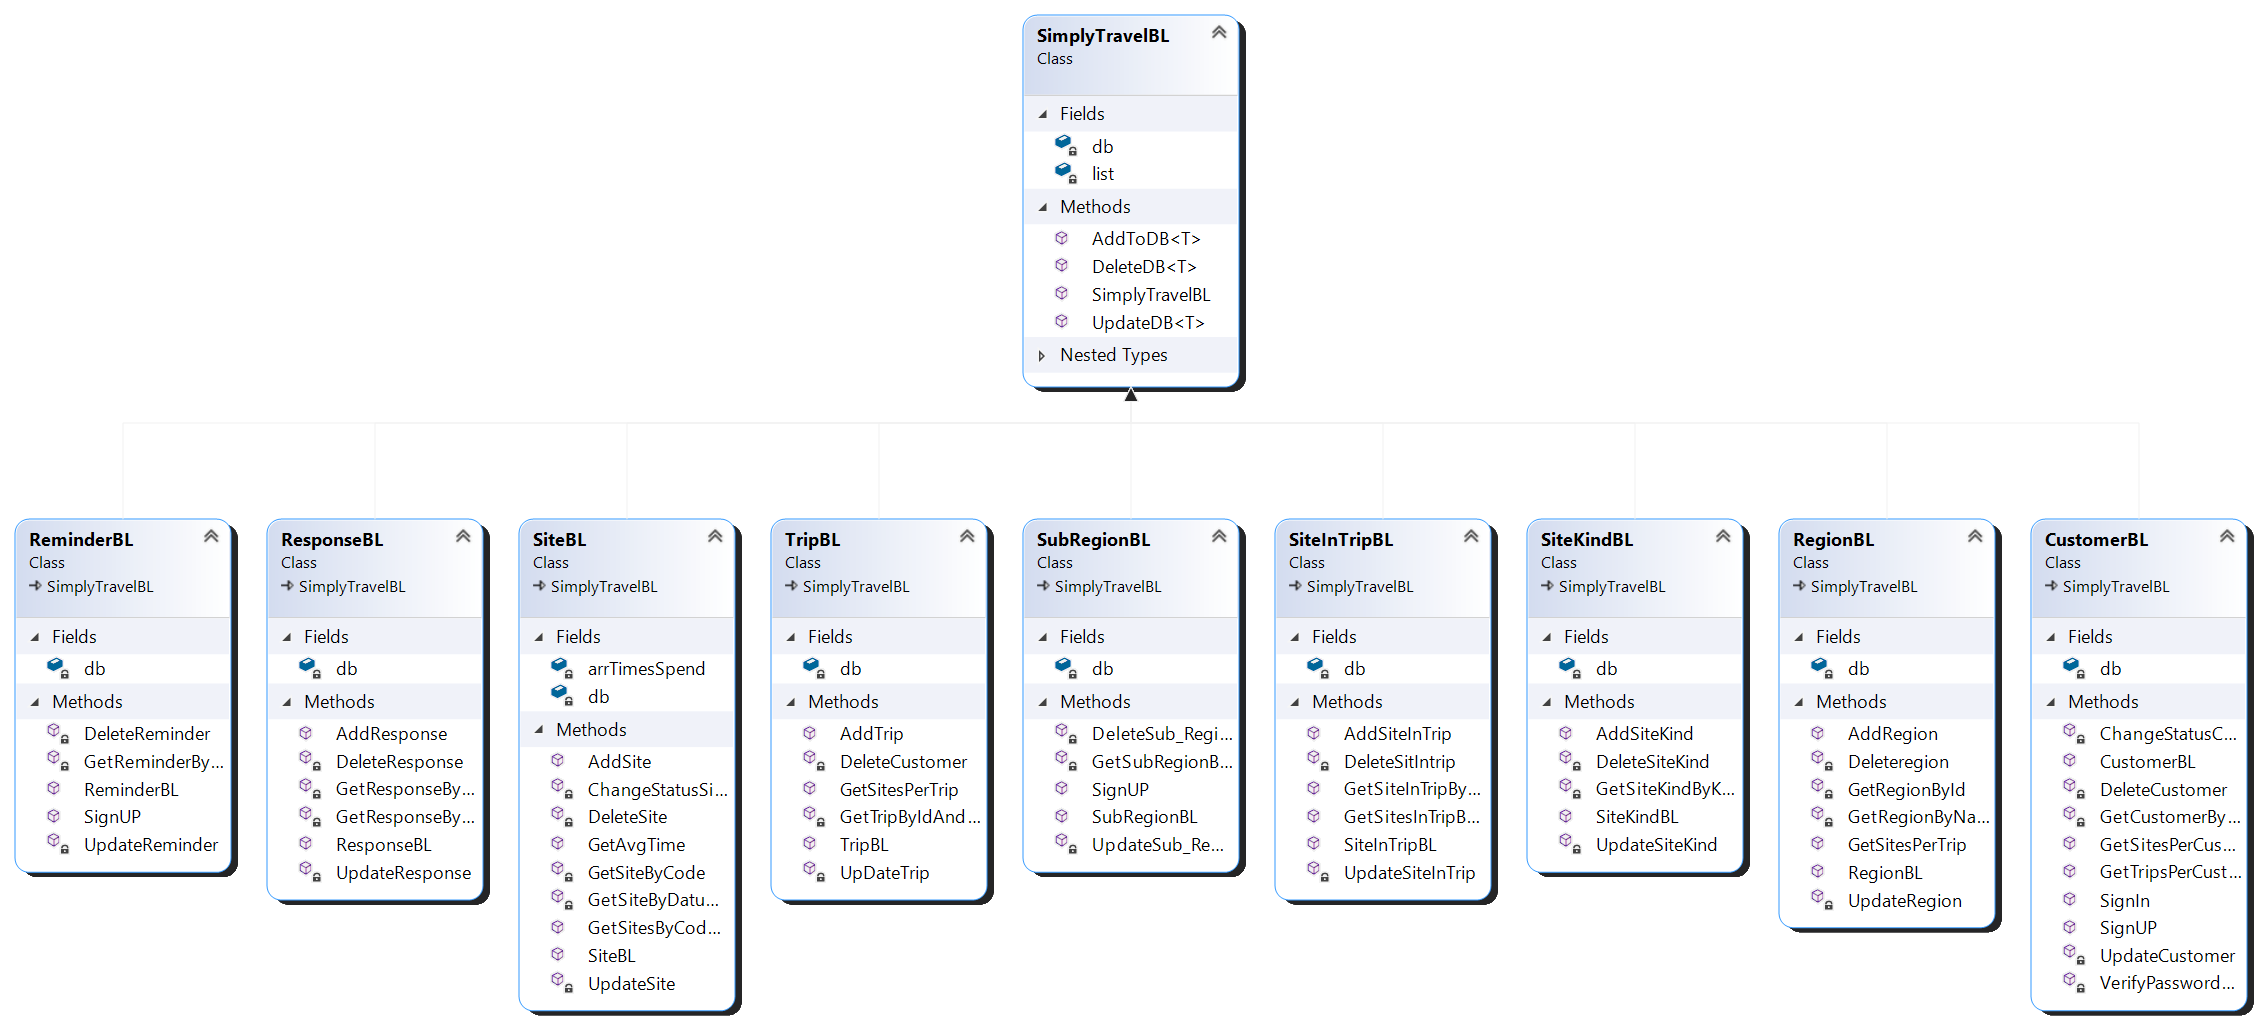 SimplyTravelBL
Class
Fields
db
list
Methods
AddToDB<T>
DeleteDB<T>
SimplyTravelBL
UpdateDB<T>
Nested Types
ReminderBL
Class
SimplyTravelBL
Fields
db
Methods
DeleteReminder
GetReminderBy...
ReminderBL
SignUP
UpdateReminder
ResponseBL
Class
SimplyTravelBL
Fields
db
Methods
AddResponse
DeleteResponse
GetResponseBy...
GetResponseBy...
ResponseBL
UpdateResponse
SiteBL
Class
SimplyTravelBL
Fields
arrTimesSpend
db
Methods
AddSite
ChangeStatusSi...
DeleteSite
GetAvgTime
GetSiteByCode
GetSiteByDatu...
GetSitesByCod...
SiteBL
UpdateSite
TripBL
Class
SimplyTravelBL
Fields
db
Methods
AddTrip
DeleteCustomer
GetSitesPerTrip
GetTripByIdAnd...
TripBL
UpDateTrip
SubRegionBL
Class
SimplyTravelBL
Fields
db
Methods
DeleteSub_Regi...
GetSubRegionB...
SignUP
SubRegionBL
UpdateSub_Re...
SiteInTripBL
Class
SimplyTravelBL
Fields
db
Methods
AddSiteInTrip
DeleteSitIntrip
GetSiteInTripBy...
GetSitesInTripB...
SiteInTripBL
UpdateSiteInTrip
SiteKindBL
Class
SimplyTravelBL
Fields
db
Methods
AddSiteKind
DeleteSiteKind
GetSiteKindByK...
SiteKindBL
UpdateSiteKind
RegionBL
Class
SimplyTravelBL
Fields
db
Methods
AddRegion
Deleteregion
GetRegionById
GetRegionByNa...
GetSitesPerTrip
RegionBL
UpdateRegion
CustomerBL
Class
SimplyTravelBL
Fields
db
Methods
ChangeStatusC...
CustomerBL
DeleteCustomer
GetCustomerBy...
GetSitesPerCus...
GetTripsPerCust...
SignIn
SignUP
UpdateCustomer
VerifyPassword...